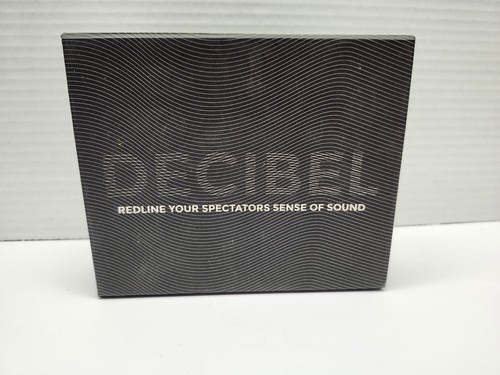 DECIBEL
REDLINE YOUR SPECTATORS SENSE OF SOUND